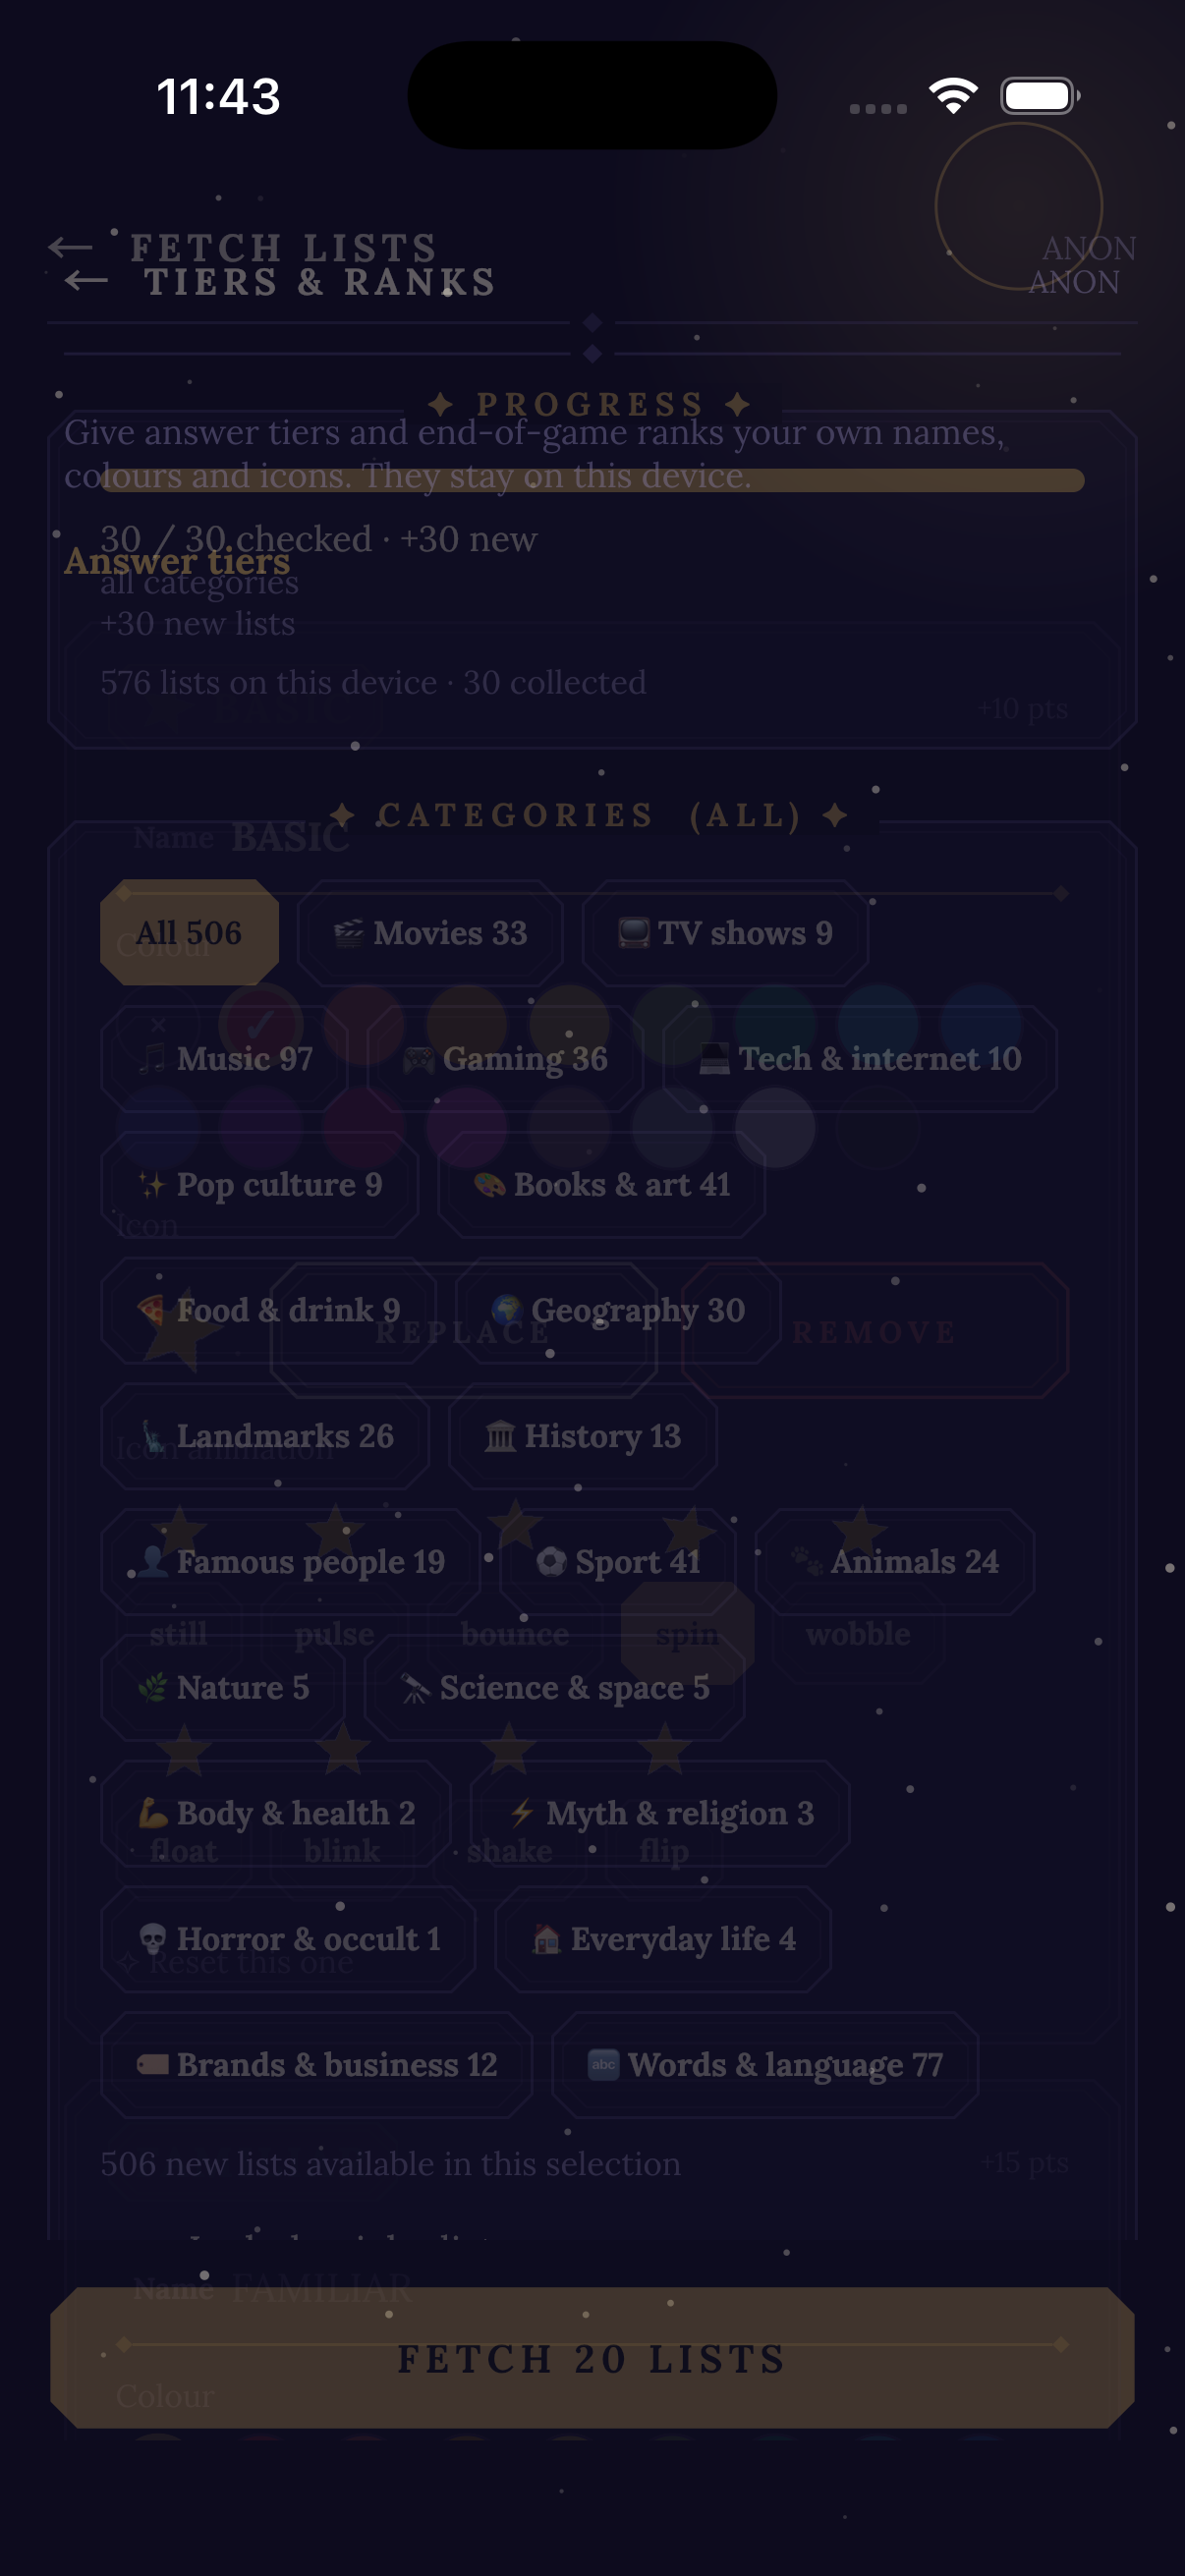 11:43
← FETCH LISTS
ANON
← TIERS & RANKS
ANON
PROGRESS
Give answer tiers and end-of-game ranks your own names,
colours and icons. They stay on this device.
30 / 30 checked · +30 new
Answer tiers
all categories
+30 new lists
576 lists on this device · 30 collected
BASIC
+10 pts
CATEGORIES (ALL)
Name BASIC
All 506
Movies 33
TV shows 9
Colour
Music 97
Gaming 36
Tech & internet 10
Pop culture 9
Books & art 41
Icon
Food & drink 9
Geography 30
REPLACE
REMOVE
Landmarks 26
History 13
Icon animation
Famous people 19
Sport 41
Animals 24
still
pulse
bounce
spin
wobble
Nature 5
Science & space 5
Body & health 2
Myth & religion 3
float
blink
shake
flip
Horror & occult 1
Everyday life 4
Reset this one
Brands & business 12
abc Words & language 77
506 new lists available in this selection
+15 pts
Name FAMILIAR
FETCH 20 LISTS
Colour